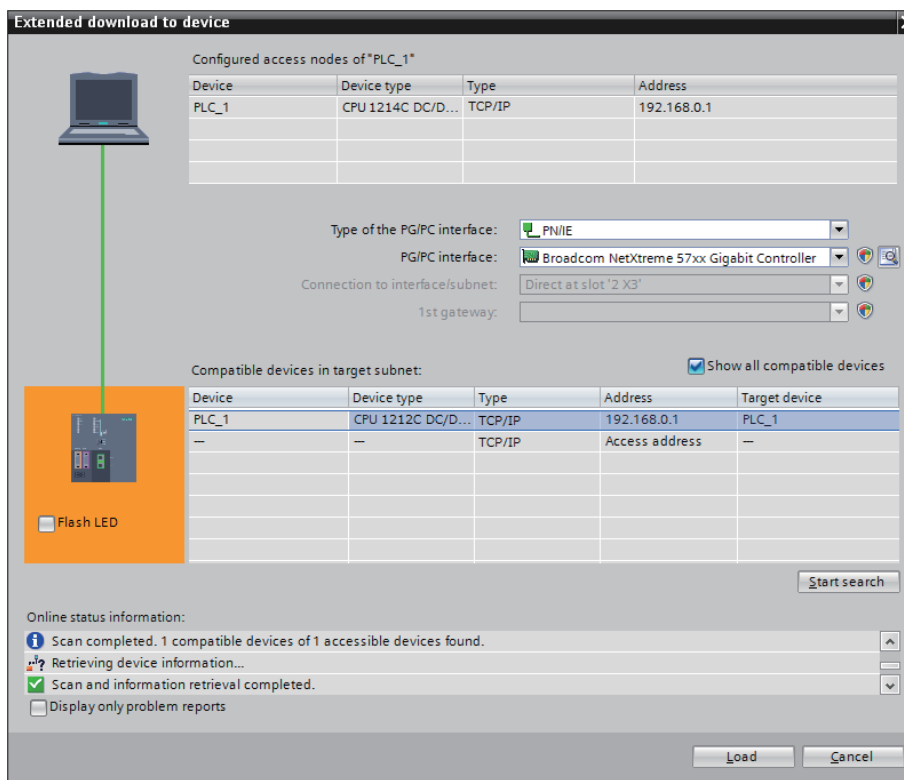 Extended download to device
Configured access nodes of "PLC_1"
Device Device type Type Address
PLC_1 CPU 1214C DC/D... TCP/IP 192.168.0.1
Type of the PG/PC interface: PN/IE
PG/PC interface: Broadcom NetXtreme 57xx Gigabit Controller
Connection to interface/subnet: Direct at slot '2 X3'
1st gateway:
Compatible devices in target subnet: Show all compatible devices
Device Device type Type Address Target device
PLC_1 CPU 1212C DC/D... TCP/IP 192.168.0.1 PLC_1
— — TCP/IP Access address —
Flash LED
Start search
Online status information:
Scan completed. 1 compatible devices of 1 accessible devices found.
Retrieving device information...
Scan and information retrieval completed.
Display only problem reports
Load Cancel